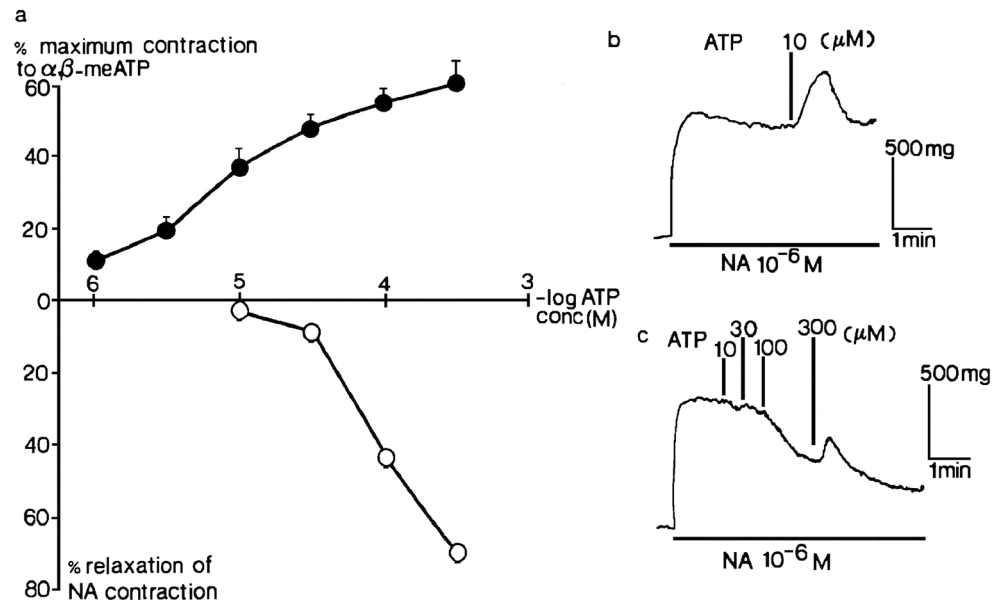 a
% maximum contraction
to α,β-meATP
60
40
20
0
20
40
60
80
6
5
4
3
-log ATP
conc(M)
% relaxation of
NA contraction
b
ATP 10 (μM)
500mg
1min
NA 10⁻⁶ M
c
ATP 10 30 100 300 (μM)
500mg
1min
NA 10⁻⁶ M